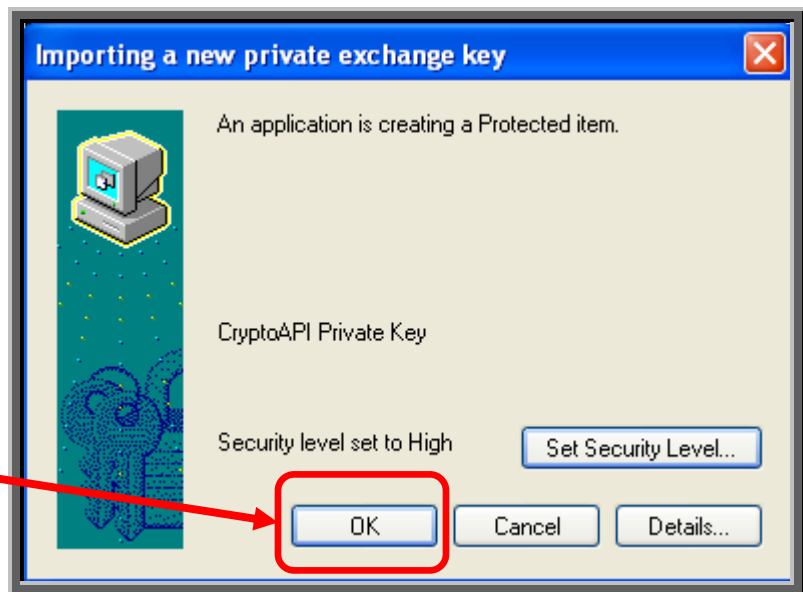 Importing a new private exchange key
An application is creating a Protected item.
CryptoAPI Private Key
Security level set to High
Set Security Level...
OK
Cancel
Details...